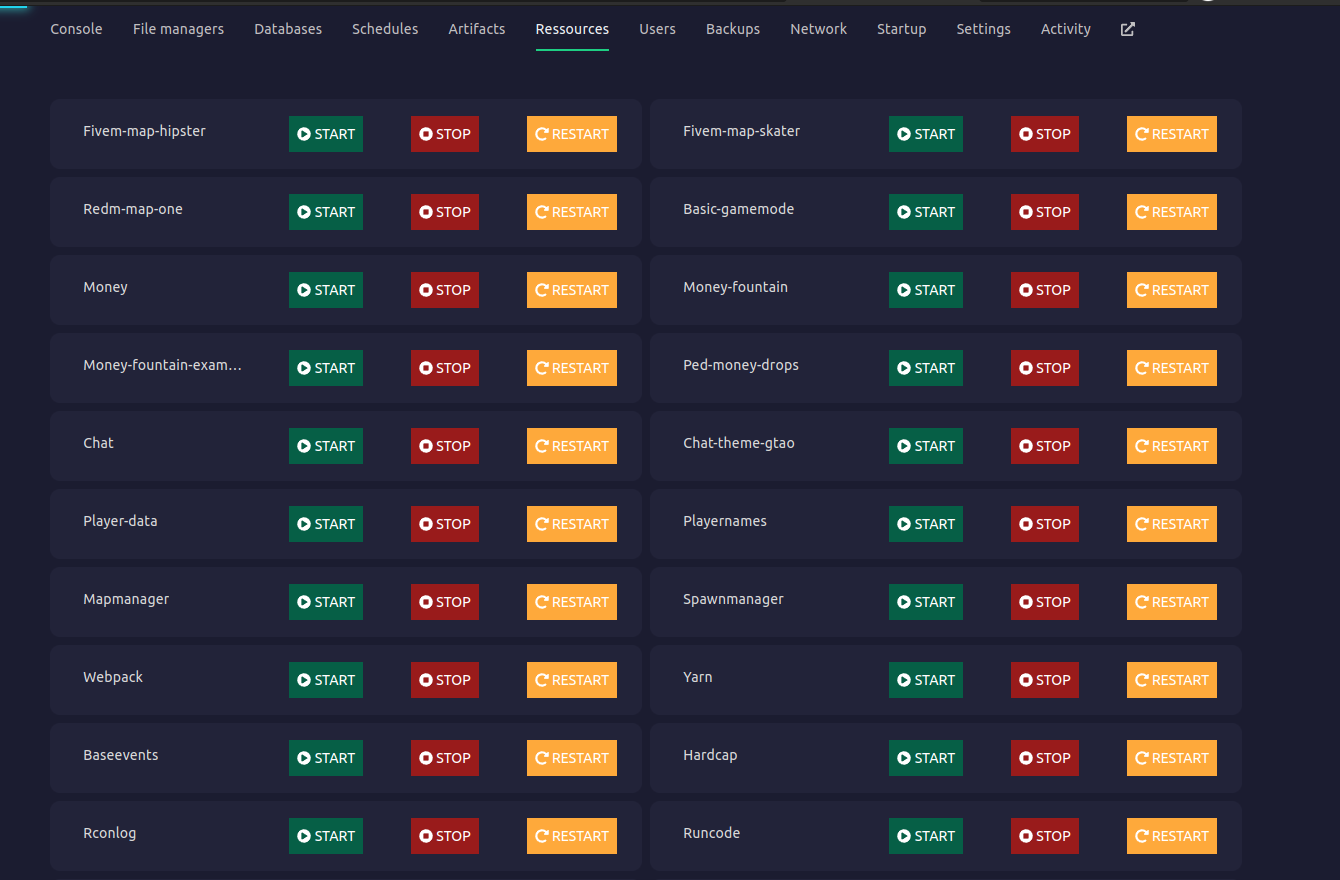 Console File managers Databases Schedules Artifacts Ressources Users Backups Network Startup Settings Activity
Fivem-map-hipster START STOP RESTART Fivem-map-skater START STOP RESTART
Redm-map-one START STOP RESTART Basic-gamemode START STOP RESTART
Money START STOP RESTART Money-fountain START STOP RESTART
Money-fountain-exam... START STOP RESTART Ped-money-drops START STOP RESTART
Chat START STOP RESTART Chat-theme-gtao START STOP RESTART
Player-data START STOP RESTART Playernames START STOP RESTART
Mapmanager START STOP RESTART Spawnmanager START STOP RESTART
Webpack START STOP RESTART Yarn START STOP RESTART
Baseevents START STOP RESTART Hardcap START STOP RESTART
Rconlog START STOP RESTART Runcode START STOP RESTART